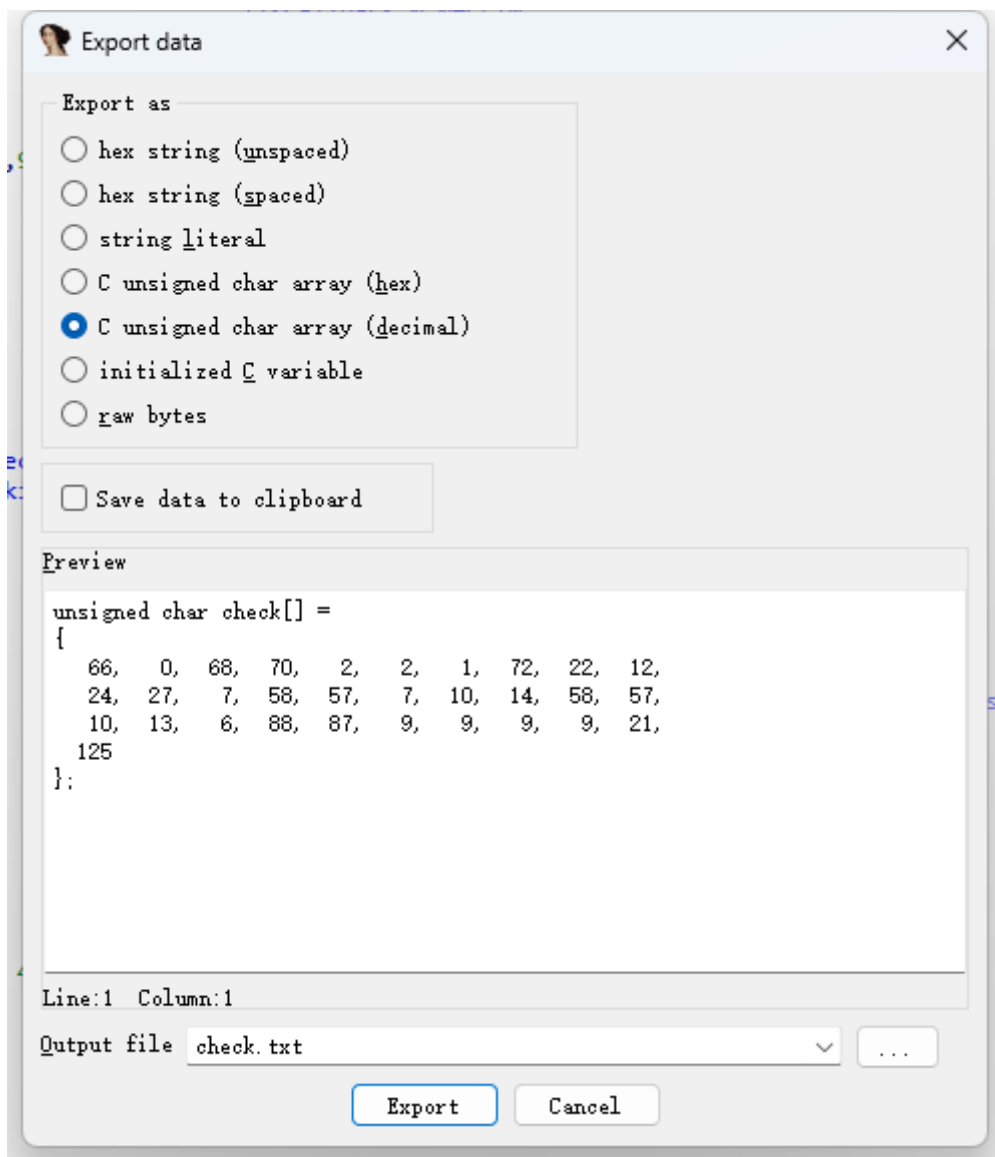 Export data
Export as
hex string (unspaced)
hex string (spaced)
string literal
C unsigned char array (hex)
C unsigned char array (decimal)
initialized C variable
raw bytes
Save data to clipboard
Preview
unsigned char check[] =
{
66, 0, 68, 70, 2, 2, 1, 72, 22, 12,
24, 27, 7, 58, 57, 7, 10, 14, 58, 57,
10, 13, 6, 88, 87, 9, 9, 9, 9, 21,
125
};
Line:1 Column:1
Output file check.txt ...
Export Cancel